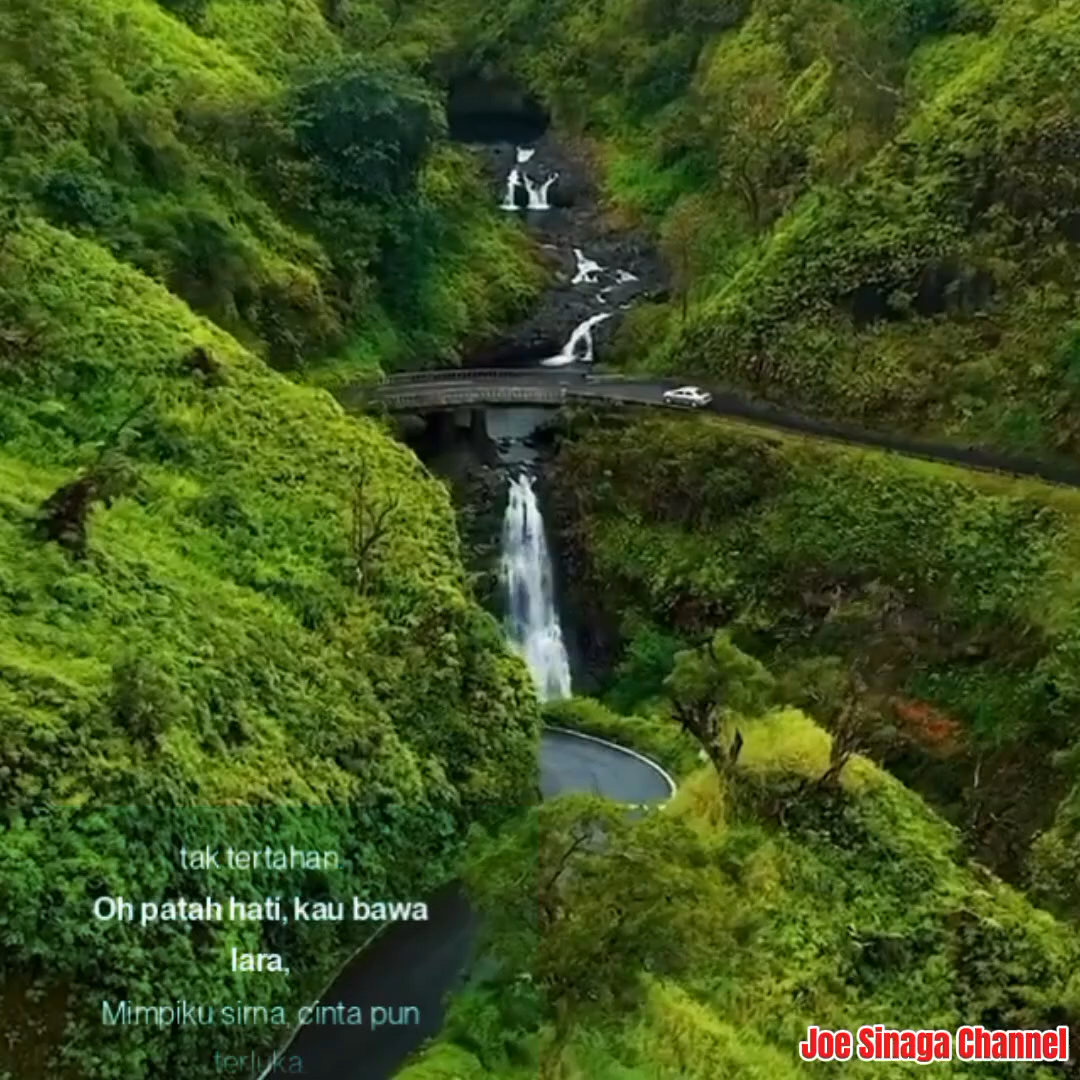 tak tertahan.
Oh patah hati, kau bawa
lara,
Mimpiku sirna, cinta pun
terluka.
Joe Sinaga Channel